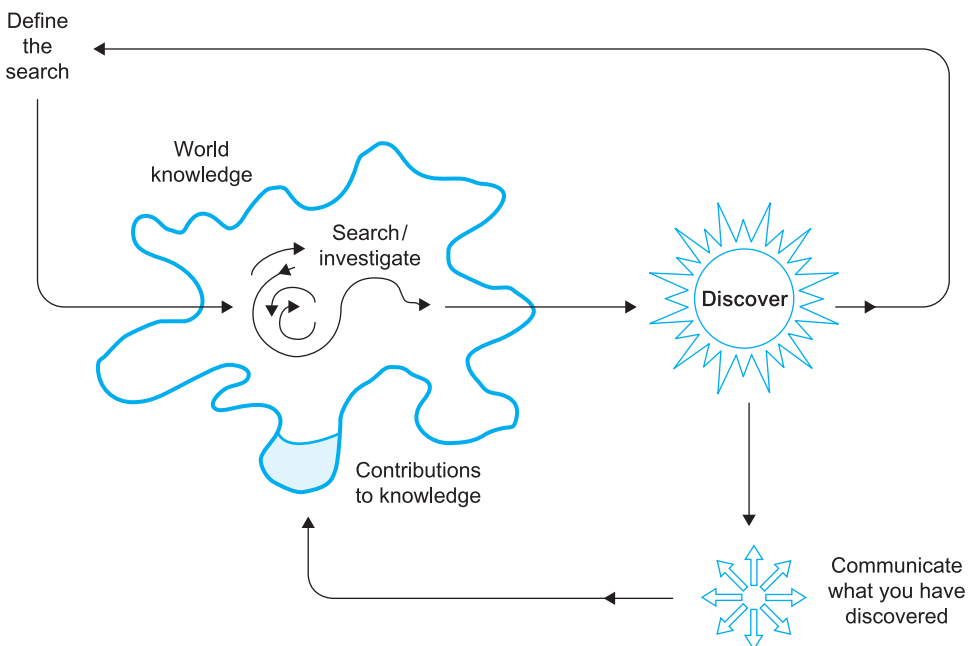 Define
the
search
World
knowledge
Search/
investigate
Discover
Contributions
to knowledge
Communicate
what you have
discovered